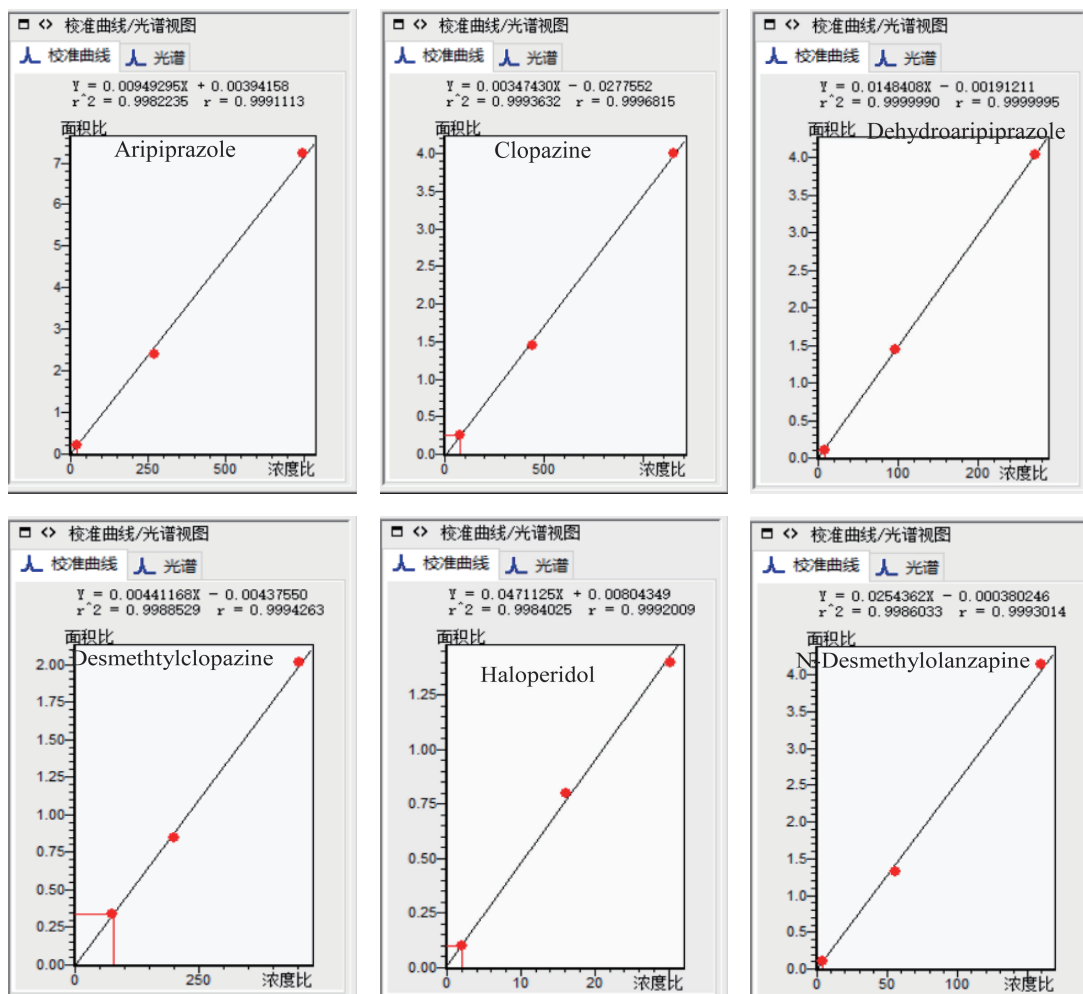 校准曲线/光谱视图
校准曲线 光谱
Y = 0.00949295X + 0.00394158
r^2 = 0.9982235 r = 0.9991113
面积比
Aripiprazole
7
6
5
4
3
2
1
0
0 250 500
浓度比
校准曲线/光谱视图
校准曲线 光谱
Y = 0.00347430X - 0.0277552
r^2 = 0.9993632 r = 0.9996815
面积比
Clopazine
4.0
3.5
3.0
2.5
2.0
1.5
1.0
0.5
0.0
0 500
浓度比
校准曲线/光谱视图
校准曲线 光谱
Y = 0.0148408X - 0.00191211
r^2 = 0.9999990 r = 0.9999995
面积比
Dehydroaripiprazole
4.0
3.5
3.0
2.5
2.0
1.5
1.0
0.5
0.0
0 100 200
浓度比
校准曲线/光谱视图
校准曲线 光谱
Y = 0.00441168X - 0.00437550
r^2 = 0.9988529 r = 0.9994263
面积比
Desmethtylclopazine
2.00
1.75
1.50
1.25
1.00
0.75
0.50
0.25
0.00
0 250
浓度比
校准曲线/光谱视图
校准曲线 光谱
Y = 0.0471125X + 0.00804349
r^2 = 0.9984025 r = 0.9992009
面积比
Haloperidol
1.25
1.00
0.75
0.50
0.25
0.00
0 10 20
浓度比
校准曲线/光谱视图
校准曲线 光谱
Y = 0.0254362X - 0.000380246
r^2 = 0.9986033 r = 0.9993014
面积比
N-Desmethylolanzapine
4.0
3.5
3.0
2.5
2.0
1.5
1.0
0.5
0.0
0 50 100
浓度比